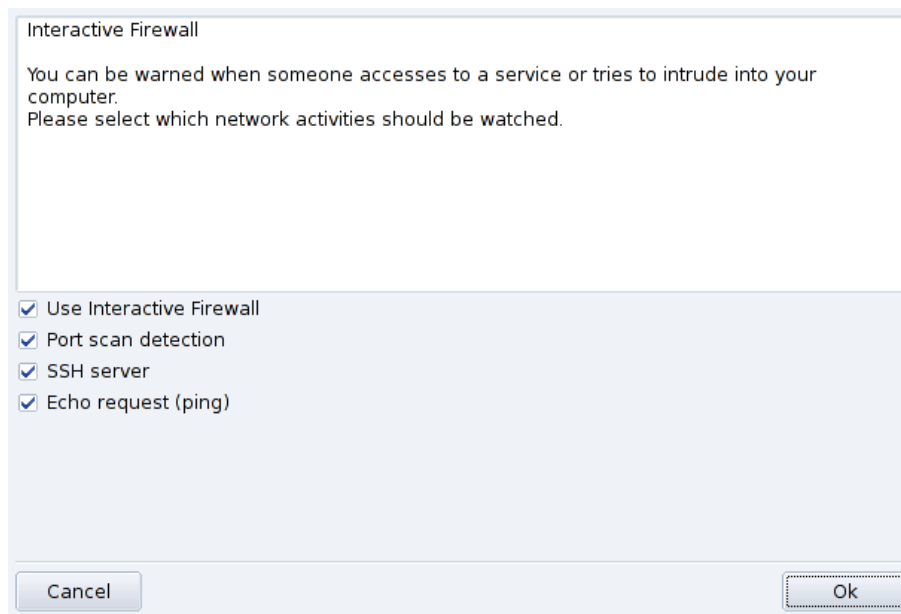 Interactive Firewall
You can be warned when someone accesses to a service or tries to intrude into your
computer.
Please select which network activities should be watched.
Use Interactive Firewall
Port scan detection
SSH server
Echo request (ping)
Cancel
Ok